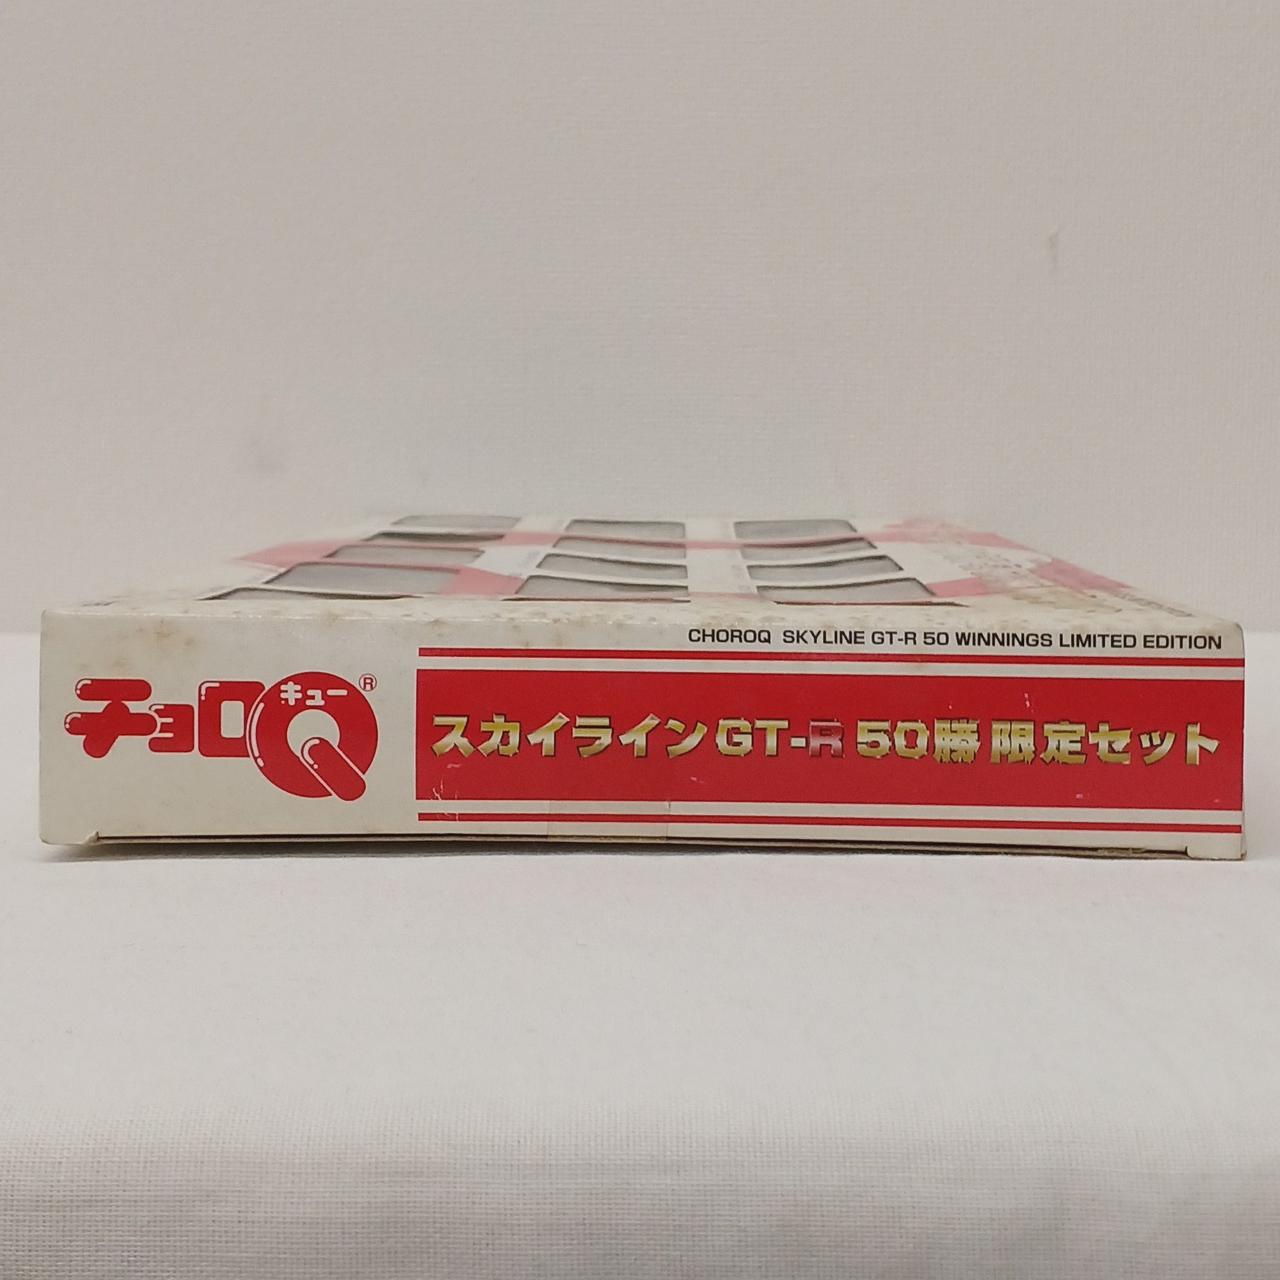 CHOROQ SKYLINE GT-R 50 WINNINGS LIMITED EDITION
チョロQ キュー ®
スカイラインGT-R 50勝 限定セット